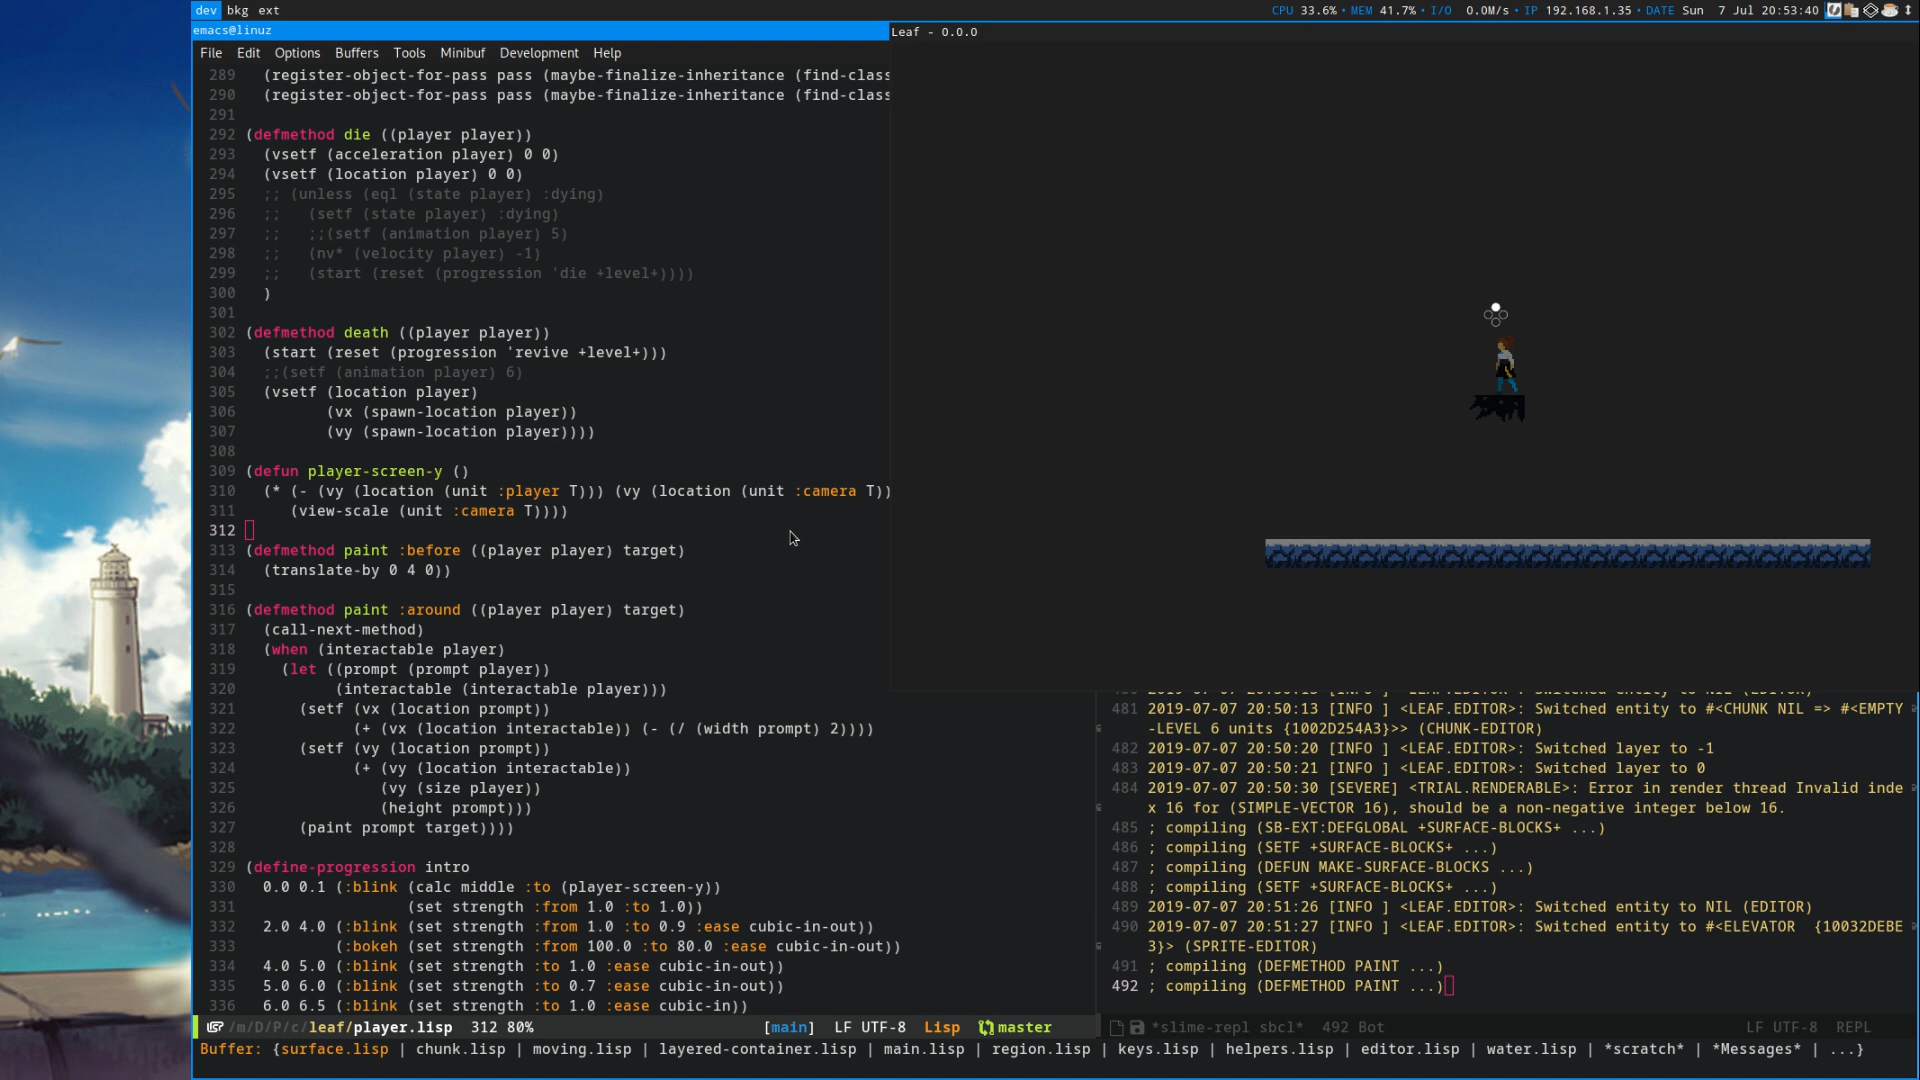 dev bkg ext
CPU 33.6% • MEM 41.7% • I/O 0.0M/s • IP 192.168.1.35 • DATE Sun 7 Jul 20:53:40
emacs@linuz
File Edit Options Buffers Tools Minibuf Development Help
289 (register-object-for-pass pass (maybe-finalize-inheritance (find-class
290 (register-object-for-pass pass (maybe-finalize-inheritance (find-class
291
292 (defmethod die ((player player))
293 (vsetf (acceleration player) 0 0)
294 (vsetf (location player) 0 0)
295 ;; (unless (eql (state player) :dying)
296 ;; (setf (state player) :dying)
297 ;; ;;(setf (animation player) 5)
298 ;; (nv* (velocity player) -1)
299 ;; (start (reset (progression 'die +level+))))
300 )
301
302 (defmethod death ((player player))
303 (start (reset (progression 'revive +level+)))
304 ;;(setf (animation player) 6)
305 (vsetf (location player)
306 (vx (spawn-location player))
307 (vy (spawn-location player))))
308
309 (defun player-screen-y ()
310 (* (- (vy (location (unit :player T))) (vy (location (unit :camera T))
311 (view-scale (unit :camera T))))
312
313 (defmethod paint :before ((player player) target)
314 (translate-by 0 4 0))
315
316 (defmethod paint :around ((player player) target)
317 (call-next-method)
318 (when (interactable player)
319 (let ((prompt (prompt player))
320 (interactable (interactable player)))
321 (setf (vx (location prompt))
322 (+ (vx (location interactable)) (- (/ (width prompt) 2))))
323 (setf (vy (location prompt))
324 (+ (vy (location interactable))
325 (vy (size player))
326 (height prompt)))
327 (paint prompt target))))
328
329 (define-progression intro
330 0.0 0.1 (:blink (calc middle :to (player-screen-y))
331 (set strength :from 1.0 :to 1.0))
332 2.0 4.0 (:blink (set strength :from 1.0 :to 0.9 :ease cubic-in-out))
333 (:bokeh (set strength :from 100.0 :to 80.0 :ease cubic-in-out))
334 4.0 5.0 (:blink (set strength :to 1.0 :ease cubic-in-out))
335 5.0 6.0 (:blink (set strength :to 0.7 :ease cubic-in-out))
336 6.0 6.5 (:blink (set strength :to 1.0 :ease cubic-in))
/m/D/P/c/leaf/player.lisp 312 80% [main] LF UTF-8 Lisp master
Leaf - 0.0.0
481 2019-07-07 20:50:13 [INFO ] <LEAF.EDITOR>: Switched entity to #<CHUNK NIL => #<EMPTY
-LEVEL 6 units {1002D254A3}>> (CHUNK-EDITOR)
482 2019-07-07 20:50:20 [INFO ] <LEAF.EDITOR>: Switched layer to -1
483 2019-07-07 20:50:21 [INFO ] <LEAF.EDITOR>: Switched layer to 0
484 2019-07-07 20:50:30 [SEVERE] <TRIAL.RENDERABLE>: Error in render thread Invalid inde
x 16 for (SIMPLE-VECTOR 16), should be a non-negative integer below 16.
485 ; compiling (SB-EXT:DEFGLOBAL +SURFACE-BLOCKS+ ...)
486 ; compiling (SETF +SURFACE-BLOCKS+ ...)
487 ; compiling (DEFUN MAKE-SURFACE-BLOCKS ...)
488 ; compiling (SETF +SURFACE-BLOCKS+ ...)
489 2019-07-07 20:51:26 [INFO ] <LEAF.EDITOR>: Switched entity to NIL (EDITOR)
490 2019-07-07 20:51:27 [INFO ] <LEAF.EDITOR>: Switched entity to #<ELEVATOR {10032DEBE
3}> (SPRITE-EDITOR)
491 ; compiling (DEFMETHOD PAINT ...)
492 ; compiling (DEFMETHOD PAINT ...)
*slime-repl sbcl* 492 Bot LF UTF-8 REPL
Buffer: {surface.lisp | chunk.lisp | moving.lisp | layered-container.lisp | main.lisp | region.lisp | keys.lisp | helpers.lisp | editor.lisp | water.lisp | *scratch* | *Messages* | ...}